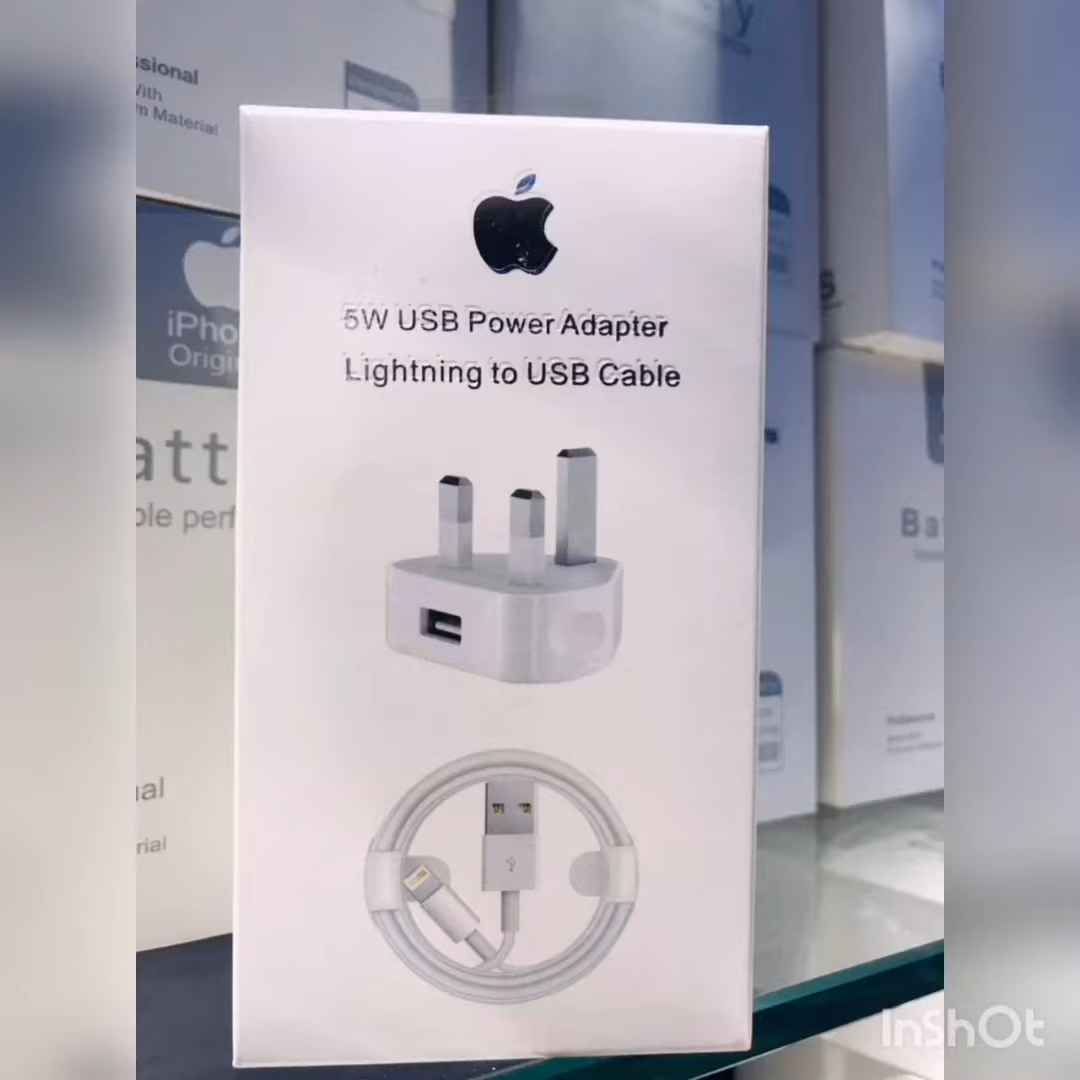 ssional
With
m Material
5W USB Power Adapter
Lightning to USB Cable
iPho
Origi
att
ble perf
al
rial
y
s
Ba
Professional
InShOt